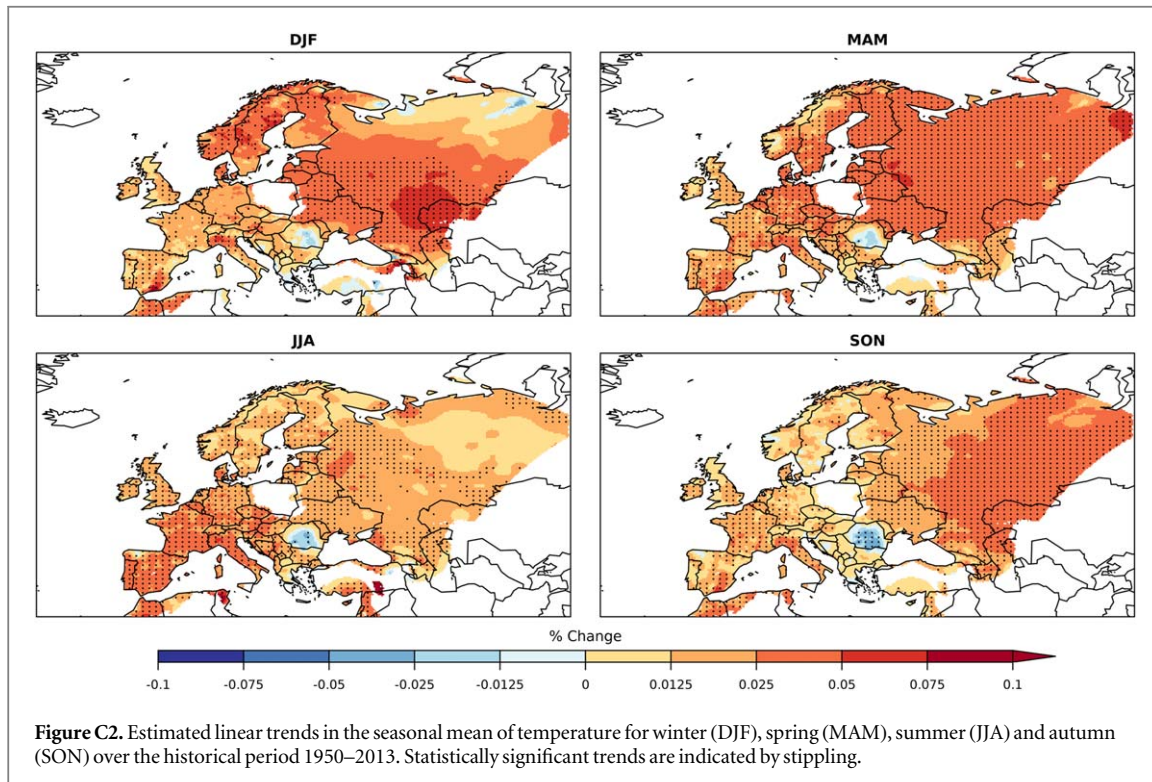 DJF
MAM
JJA
SON
% Change
-0.1
-0.075
-0.05
-0.025
-0.0125
0
0.0125
0.025
0.05
0.075
0.1
Figure C2. Estimated linear trends in the seasonal mean of temperature for winter (DJF), spring (MAM), summer (JJA) and autumn
(SON) over the historical period 1950–2013. Statistically significant trends are indicated by stippling.